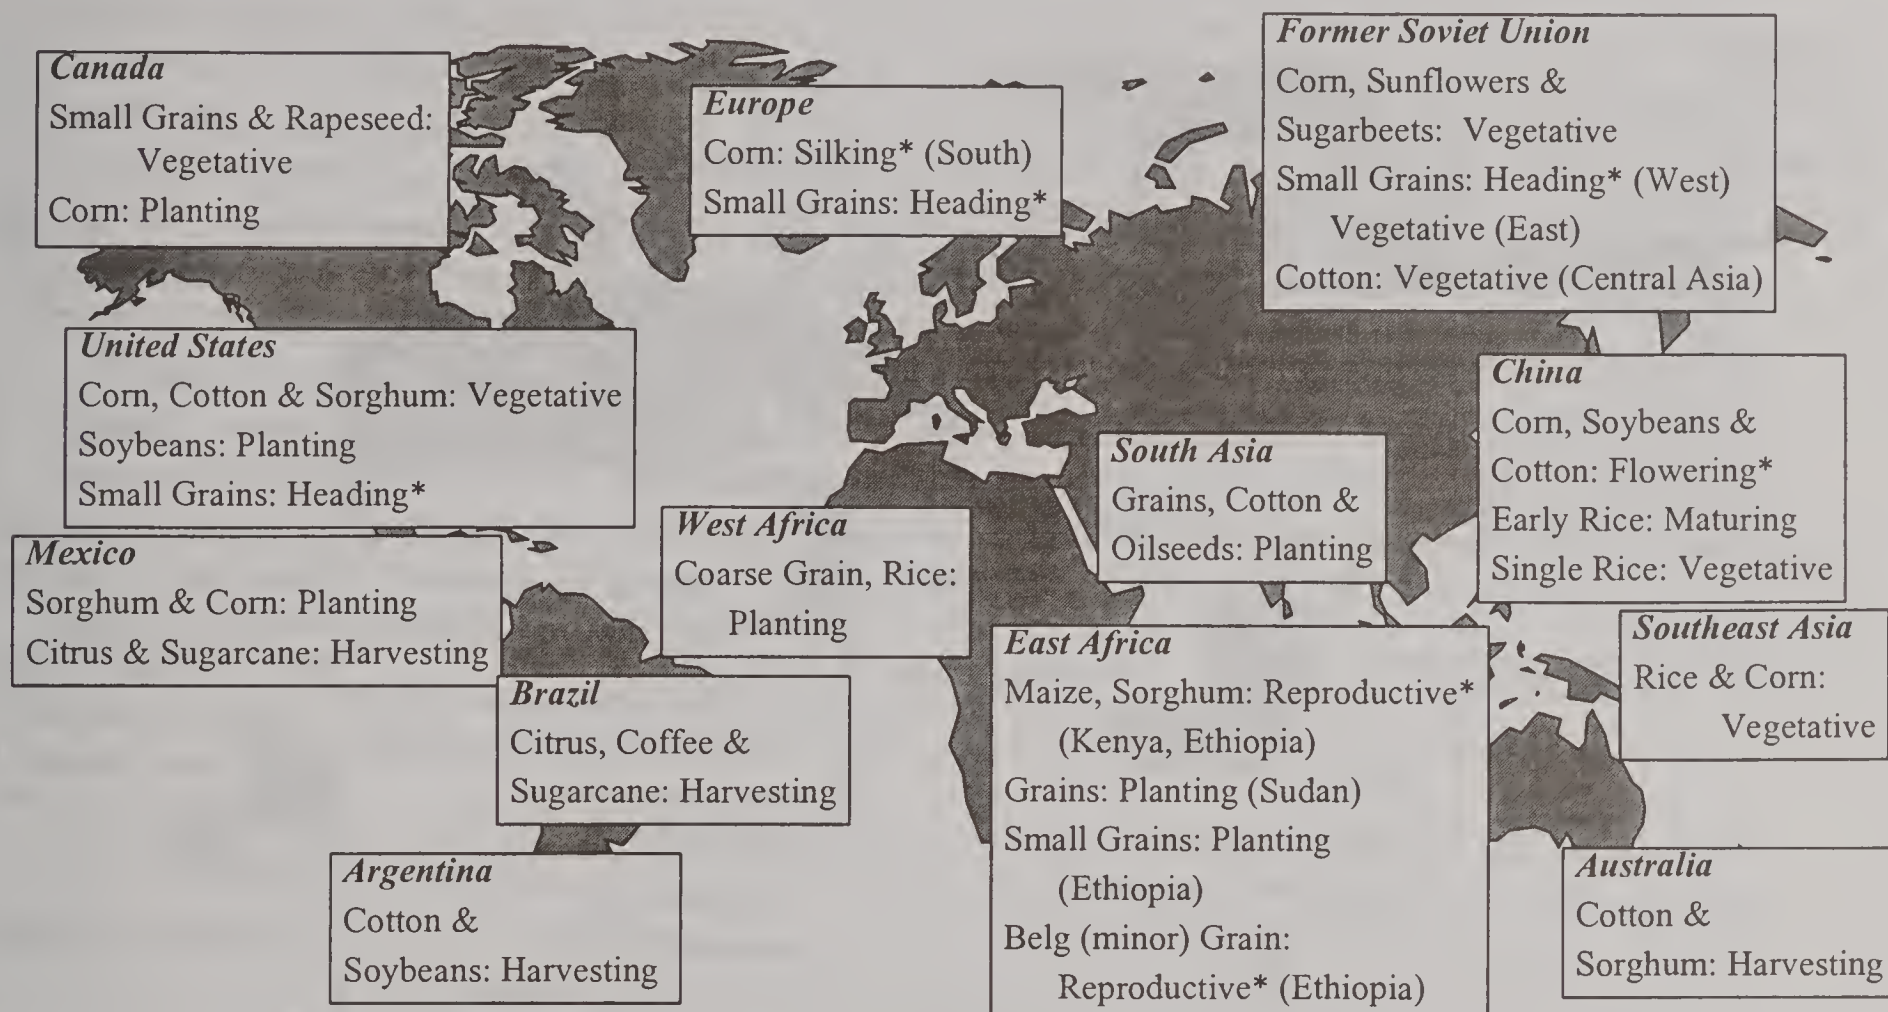 Canada
Small Grains & Rapeseed:
Vegetative
Corn: Planting
Europe
Corn: Silking* (South)
Small Grains: Heading*
Former Soviet Union
Corn, Sunflowers &
Sugarbeets: Vegetative
Small Grains: Heading* (West)
Vegetative (East)
Cotton: Vegetative (Central Asia)
United States
Corn, Cotton & Sorghum: Vegetative
Soybeans: Planting
Small Grains: Heading*
China
Corn, Soybeans &
Cotton: Flowering*
Early Rice: Maturing
Single Rice: Vegetative
South Asia
Grains, Cotton &
Oilseeds: Planting
West Africa
Coarse Grain, Rice:
Planting
Mexico
Sorghum & Corn: Planting
Citrus & Sugarcane: Harvesting
Brazil
Citrus, Coffee &
Sugarcane: Harvesting
East Africa
Maize, Sorghum: Reproductive*
(Kenya, Ethiopia)
Grains: Planting (Sudan)
Small Grains: Planting
(Ethiopia)
Belg (minor) Grain:
Reproductive* (Ethiopia)
Southeast Asia
Rice & Corn:
Vegetative
Argentina
Cotton &
Soybeans: Harvesting
Australia
Cotton &
Sorghum: Harvesting